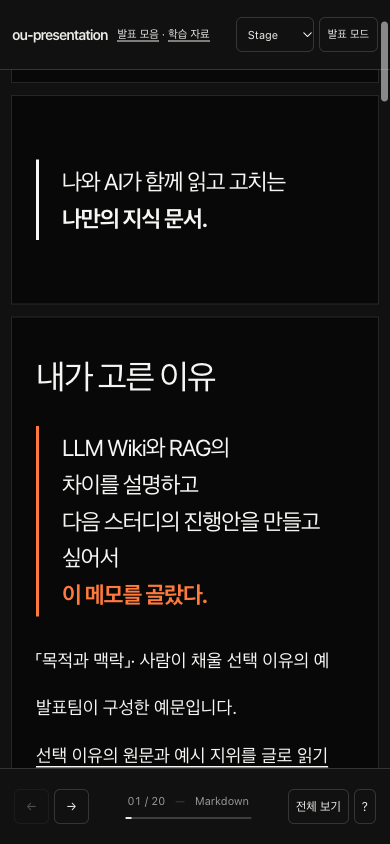 ou-presentation 발표 모음 · 학습 자료 Stage 발표 모드
나와 AI가 함께 읽고 고치는
나만의 지식 문서.
내가 고른 이유
LLM Wiki와 RAG의
차이를 설명하고
다음 스터디의 진행안을 만들고
싶어서
이 메모를 골랐다.
「목적과 맥락」· 사람이 채울 선택 이유의 예
발표팀이 구성한 예문입니다.
선택 이유의 원문과 예시 지위를 글로 읽기
← → 01 / 20 — Markdown 전체 보기 ?